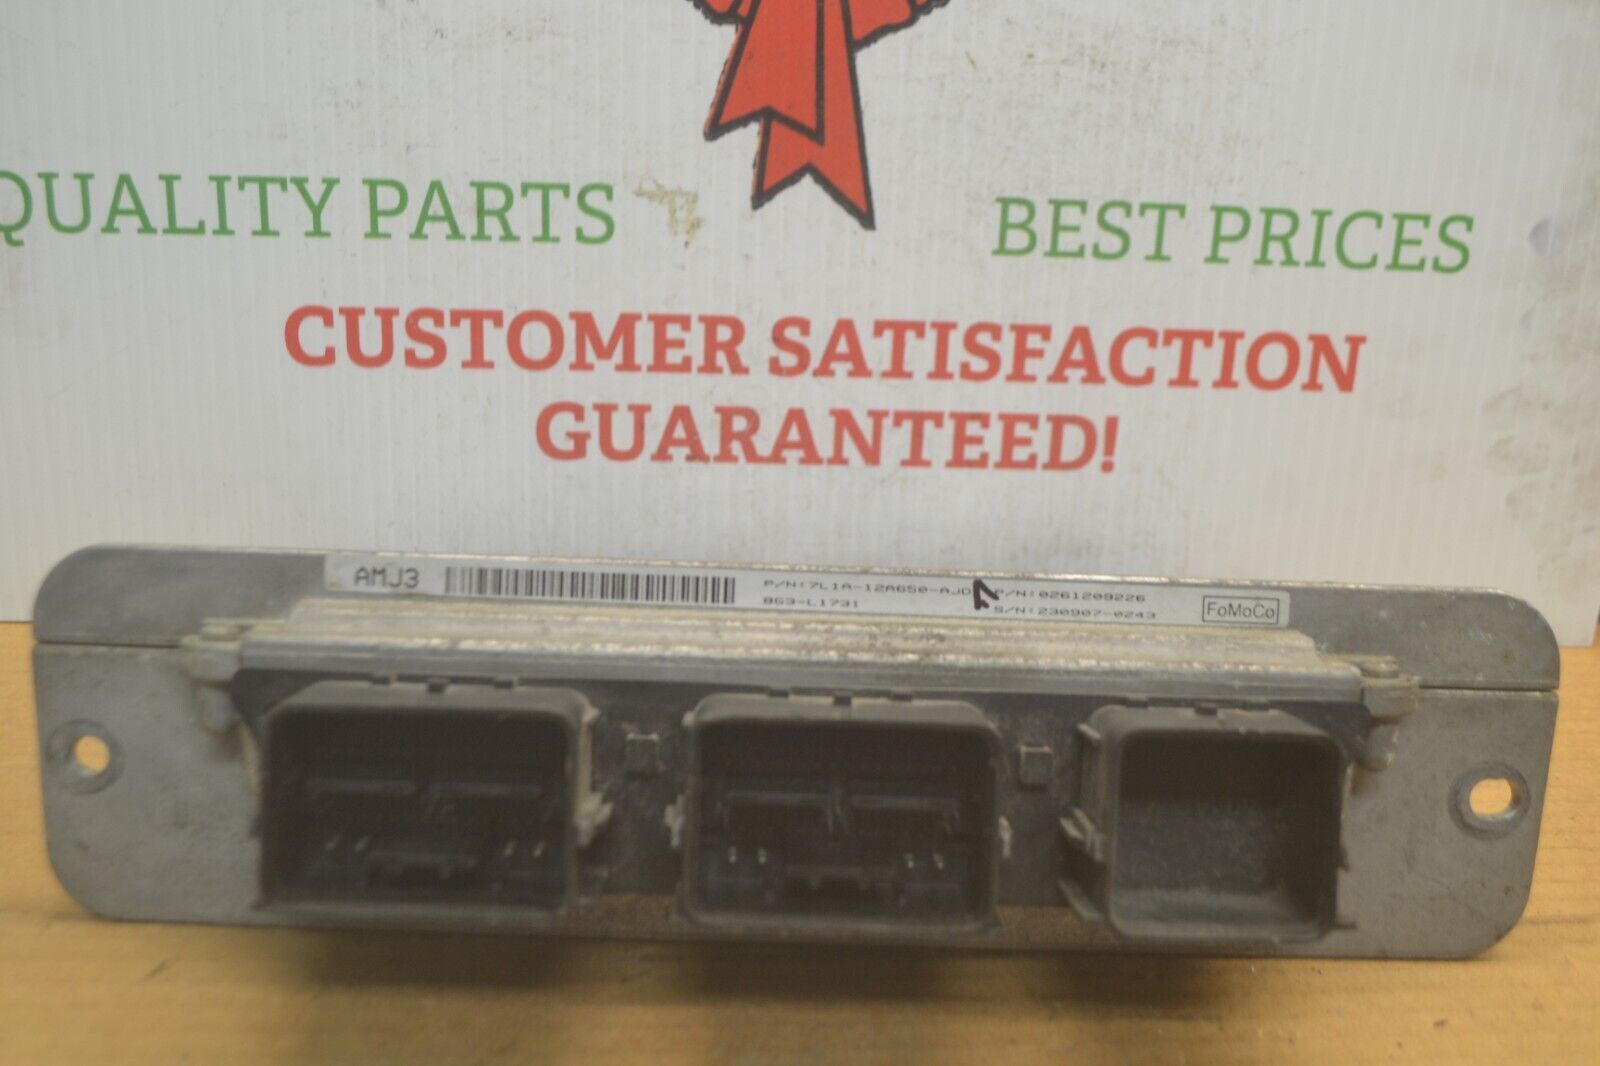 QUALITY PARTS
BEST PRICES
CUSTOMER SATISFACTION
GUARANTEED!
AMJ3
P/N:7L1A-12A650-AJD
8G3-L1731
P/N:0261209226
S/N:230907-0243
FoMoCo